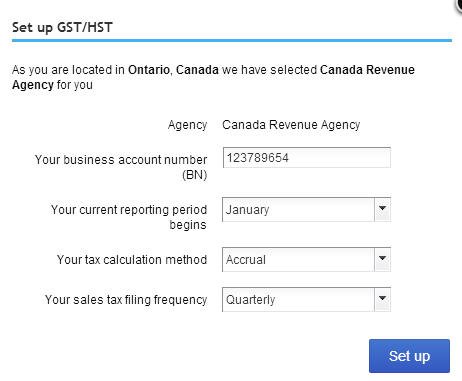 Set up GST/HST
As you are located in Ontario, Canada we have selected Canada Revenue
Agency for you
Agency Canada Revenue Agency
Your business account number
(BN) 123789654
Your current reporting period
begins January
Your tax calculation method Accrual
Your sales tax filing frequency Quarterly
Set up